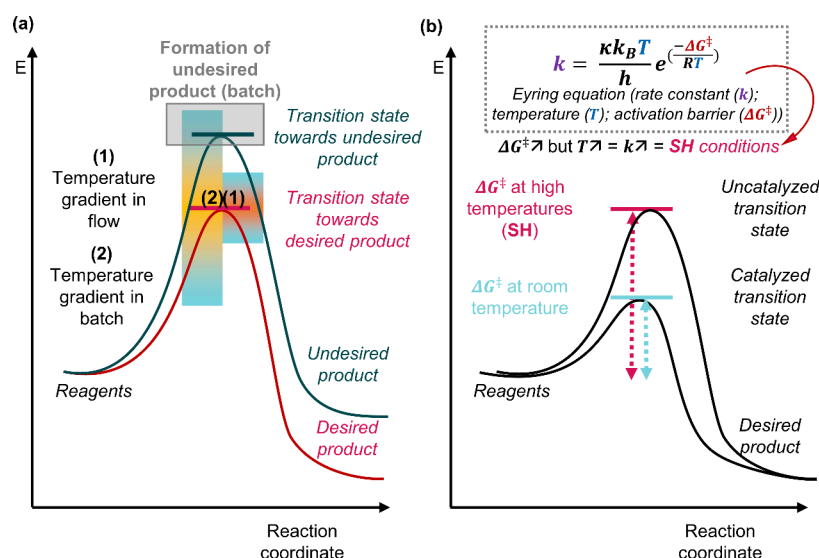 (a)
E
Formation of
undesired
product (batch)
Transition state
towards undesired
product
(1)
Temperature
gradient in
flow
(2)
Temperature
gradient in
batch
(2)(1)
Transition state
towards
desired product
Reagents
Undesired
product
Desired
product
Reaction
coordinate
(b)
E
k = κk_BT/h e^(−ΔG‡/RT)
Eyring equation (rate constant (k);
temperature (T); activation barrier (ΔG‡))
ΔG‡↗ but T↗ = k↗ = SH conditions
ΔG‡ at high
temperatures
(SH)
Uncatalyzed
transition
state
ΔG‡ at room
temperature
Catalyzed
transition
state
Reagents
Desired
product
Reaction
coordinate